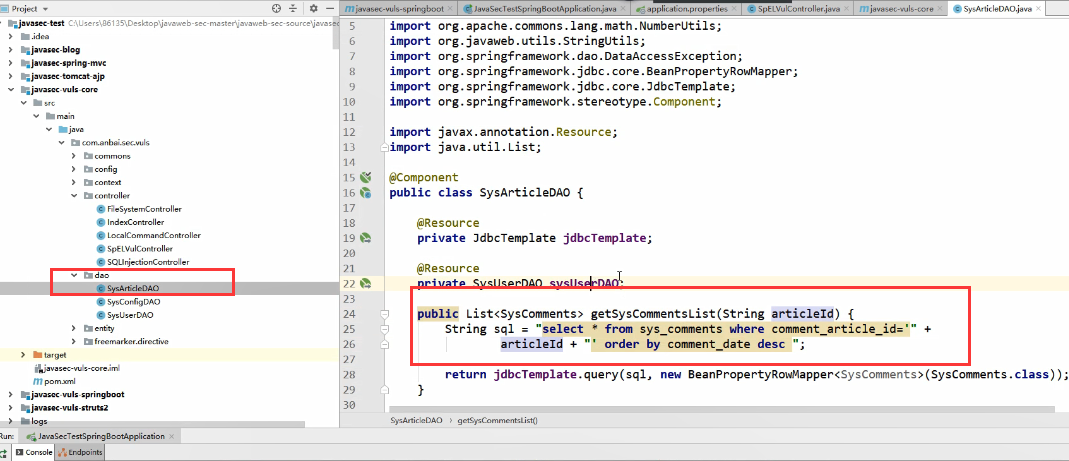 Project
javasec-test C:\Users\86135\Desktop\javaweb-sec-master\javaweb-sec-source\javasec
.idea
javasec-blog
javasec-spring-mvc
javasec-tomcat-ajp
javasec-vuls-core
src
main
java
com.anbai.sec.vuls
commons
config
context
controller
FileSystemController
IndexController
LocalCommandController
SpELVulController
SQLInjectionController
dao
SysArticleDAO
SysConfigDAO
SysUserDAO
entity
freemarker.directive
target
javasec-vuls-core.iml
pom.xml
javasec-vuls-springboot
javasec-vuls-struts2
logs
javasec-vuls-springboot JavaSecTestSpringBootApplication.java application.properties SpELVulController.java javasec-vuls-core SysArticleDAO.java
5 import org.apache.commons.lang.math.NumberUtils;
6 import org.javaweb.utils.StringUtils;
7 import org.springframework.dao.DataAccessException;
8 import org.springframework.jdbc.core.BeanPropertyRowMapper;
9 import org.springframework.jdbc.core.JdbcTemplate;
10 import org.springframework.stereotype.Component;
11
12 import javax.annotation.Resource;
13 import java.util.List;
14
15 @Component
16 public class SysArticleDAO {
17
18 @Resource
19 private JdbcTemplate jdbcTemplate;
20
21 @Resource
22 private SysUserDAO sysUserDAO;
23
24 public List<SysComments> getSysCommentsList(String articleId) {
25 String sql = "select * from sys_comments where comment_article_id='" +
26 articleId + "' order by comment_date desc ";
27
28 return jdbcTemplate.query(sql, new BeanPropertyRowMapper<SysComments>(SysComments.class));
29 }
30
SysArticleDAO getSysCommentsList()
Run: JavaSecTestSpringBootApplication
Console Endpoints